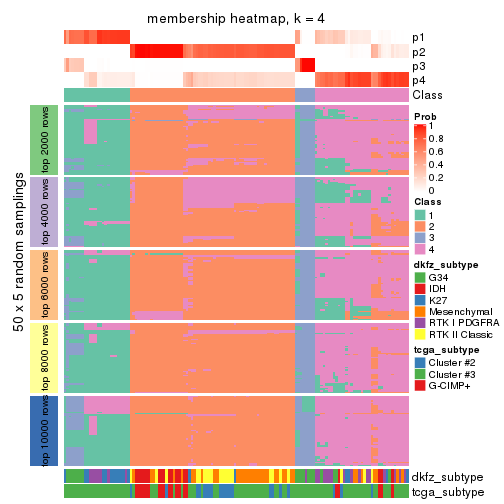 membership heatmap, k = 4
p1
p2
p3
p4
Class
50 x 5 random samplings
top 2000 rows
top 4000 rows
top 6000 rows
top 8000 rows
top 10000 rows
Prob
1
0.8
0.6
0.4
0.2
0
Class
1
2
3
4
dkfz_subtype
G34
IDH
K27
Mesenchymal
RTK I PDGFRA
RTK II Classic
tcga_subtype
Cluster #2
Cluster #3
G-CIMP+
dkfz_subtype
tcga_subtype